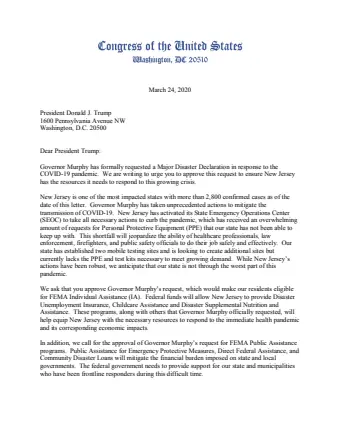 Congress of the United States
Washington, DC 20510
March 24, 2020
President Donald J. Trump
1600 Pennsylvania Avenue NW
Washington, D.C. 20500
Dear President Trump:
Governor Murphy has formally requested a Major Disaster Declaration in response to the
COVID-19 pandemic. We are writing to urge you to approve this request to ensure New Jersey
has the resources it needs to respond to this growing crisis.
New Jersey is one of the most impacted states with more than 2,800 confirmed cases as of the
date of this letter. Governor Murphy has taken unprecedented actions to mitigate the
transmission of COVID-19. New Jersey has activated its State Emergency Operations Center
(SEOC) to take all necessary actions to curb the pandemic, which has received an overwhelming
amount of requests for Personal Protective Equipment (PPE) that our state has not been able to
keep up with. This shortfall will jeopardize the ability of healthcare professionals, law
enforcement, firefighters, and public safety officials to do their job safely and effectively. Our
state has established two mobile testing sites and is looking to create additional sites but
currently lacks the PPE and test kits necessary to meet growing demand. While New Jersey's
actions have been robust, we anticipate that our state is not through the worst part of this
pandemic.
We ask that you approve Governor Murphy's request, which would make our residents eligible
for FEMA Individual Assistance (IA). Federal funds will allow New Jersey to provide Disaster
Unemployment Insurance, Childcare Assistance and Disaster Supplemental Nutrition and
Assistance. These programs, along with others that Governor Murphy officially requested, will
help equip New Jersey with the necessary resources to respond to the immediate health pandemic
and its corresponding economic impacts.
In addition, we call for the approval of Governor Murphy's request for FEMA Public Assistance
programs. Public Assistance for Emergency Protective Measures, Direct Federal Assistance, and
Community Disaster Loans will mitigate the financial burden imposed on state and local
governments. The federal government needs to provide support for our state and municipalities
who have been frontline responders during this difficult time.